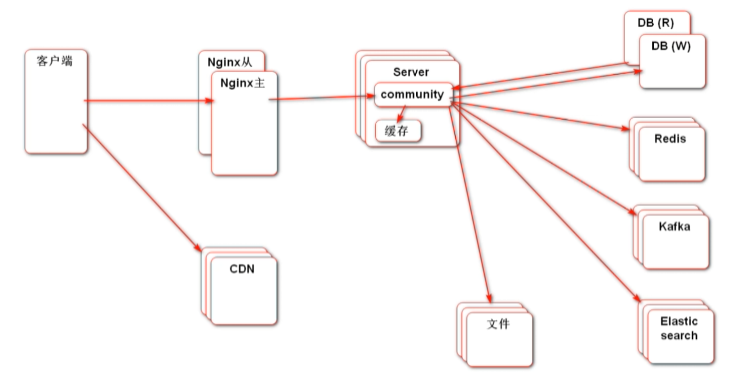 客户端
Nginx从
Nginx主
CDN
Server
community
缓存
文件
DB (R)
DB (W)
Redis
Kafka
Elastic
search